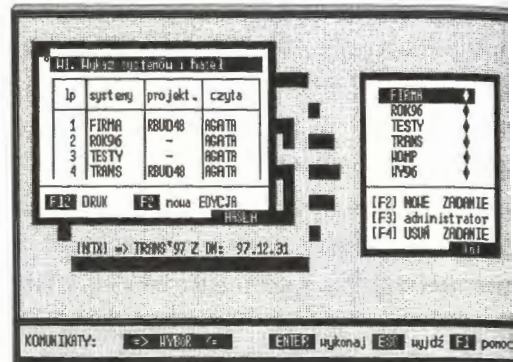 W1. Wykaz systemów i haseł
lp systemy projekt. czyta
1 FIRMA RBUD48 AGATA
2 ROK96 - AGATA
3 TESTY - AGATA
4 TRANS RBUD48 AGATA
F12 DRUK F2 nowa EDYCJA
HASŁA
FIRMA
ROK96
TESTY
TRANS
WOMP
WY96
[F2] NOWE ZADANIE
[F3] administrator
[F4] USUŃ ZADANIE
[NTX] => TRANS'97 Z DN: 97.12.31
KOMUNIKATY: => WYBÓR <= ENTER wykonaj ESC wyjdź F1 pomoc